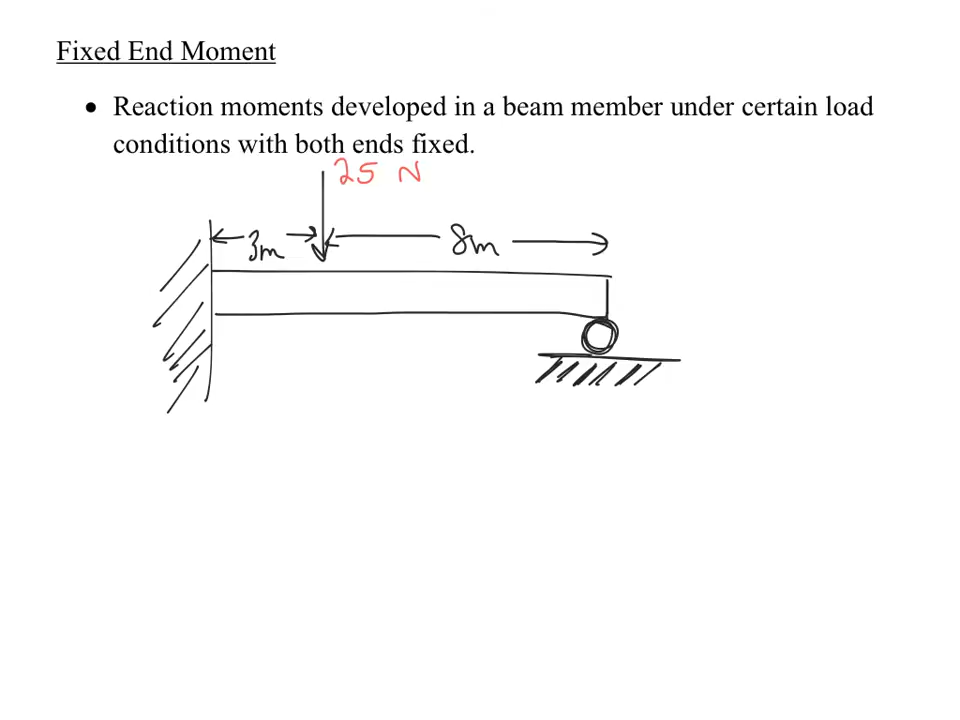 Fixed End Moment
• Reaction moments developed in a beam member under certain load
conditions with both ends fixed.
25 N
3m 8m